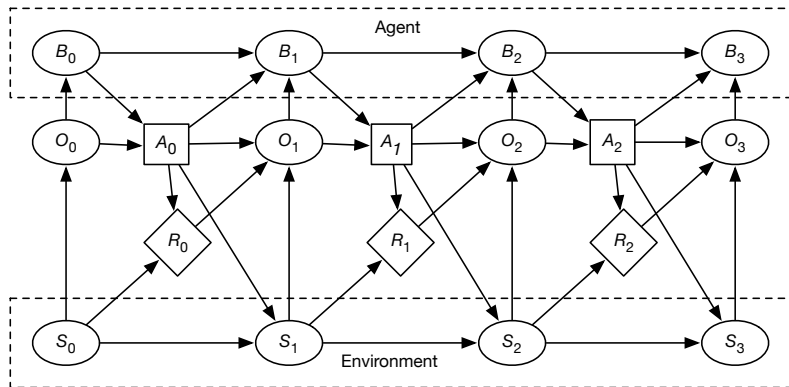 Agent
B0 B1 B2 B3
O0 A0 O1 A1 O2 A2 O3
R0 R1 R2
S0 S1 S2 S3
Environment